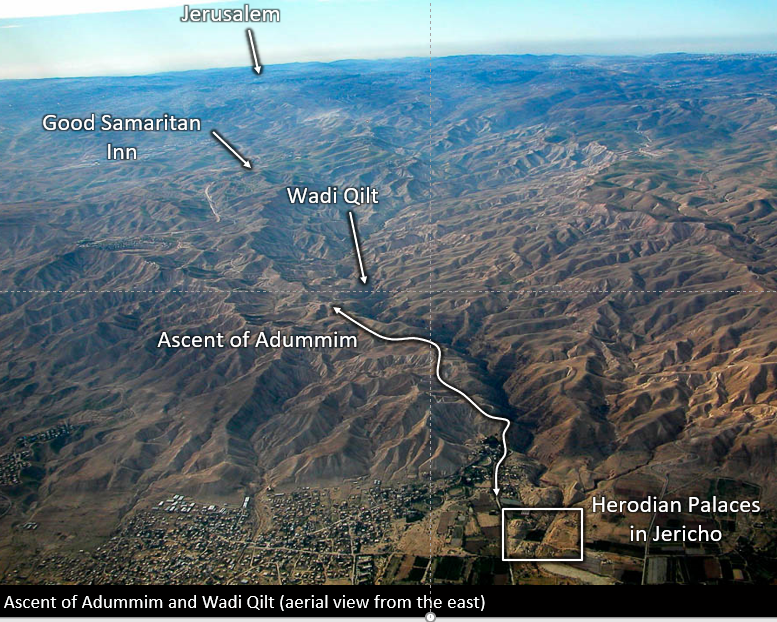 Jerusalem
Good Samaritan
Inn
Wadi Qilt
Ascent of Adummim
Herodian Palaces
in Jericho
Ascent of Adummim and Wadi Qilt (aerial view from the east)